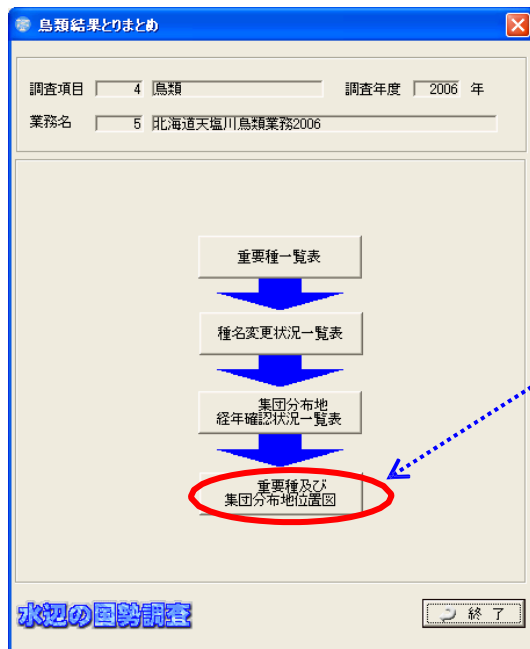 鳥類結果とりまとめ
調査項目 4 鳥類 調査年度 2006 年
業務名 5 北海道天塩川鳥類業務2006
重要種一覧表
種名変更状況一覧表
集団分布地
経年確認状況一覧表
重要種及び
集団分布地位置図
水辺の国勢調査
終 了